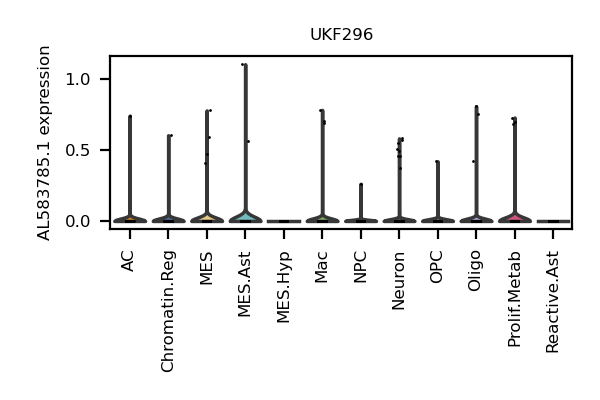 UKF296
AL583785.1 expression
1.0
0.5
0.0
AC
Chromatin.Reg
MES
MES.Ast
MES.Hyp
Mac
NPC
Neuron
OPC
Oligo
Prolif.Metab
Reactive.Ast